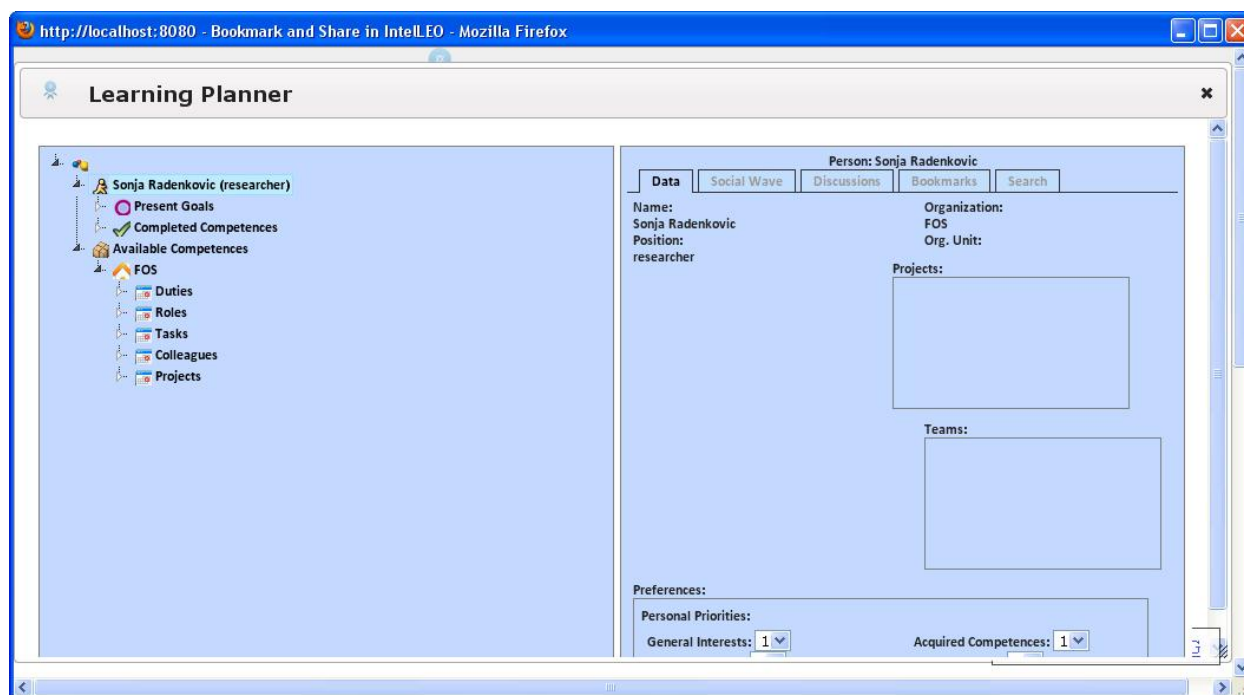 http://localhost:8080 - Bookmark and Share in IntelLEO - Mozilla Firefox
Learning Planner
Sonja Radenkovic (researcher)
Present Goals
Completed Competences
Available Competences
FOS
Duties
Roles
Tasks
Colleagues
Projects
Person: Sonja Radenkovic
Data Social Wave Discussions Bookmarks Search
Name: Organization:
Sonja Radenkovic FOS
Position: Org. Unit:
researcher
Projects:
Teams:
Preferences:
Personal Priorities:
General Interests: 1 Acquired Competences: 1